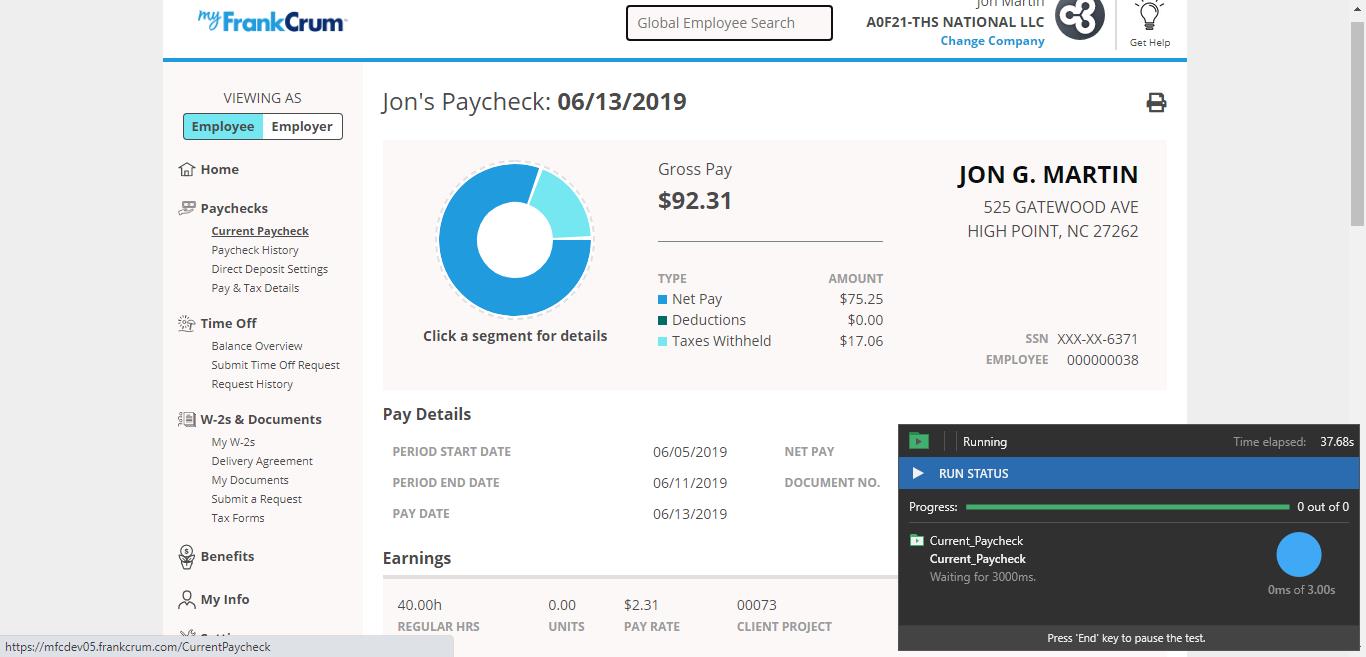 myFrankCrum
Global Employee Search
Jon Martin
A0F21-THS NATIONAL LLC
Change Company
Get Help
VIEWING AS
Employee Employer
Home
Paychecks
Current Paycheck
Paycheck History
Direct Deposit Settings
Pay & Tax Details
Time Off
Balance Overview
Submit Time Off Request
Request History
W-2s & Documents
My W-2s
Delivery Agreement
My Documents
Submit a Request
Tax Forms
Benefits
My Info
https://mfcdev05.frankcrum.com/CurrentPaycheck
Jon's Paycheck: 06/13/2019
Click a segment for details
Gross Pay
$92.31
TYPE AMOUNT
Net Pay $75.25
Deductions $0.00
Taxes Withheld $17.06
JON G. MARTIN
525 GATEWOOD AVE
HIGH POINT, NC 27262
SSN XXX-XX-6371
EMPLOYEE 000000038
Pay Details
PERIOD START DATE 06/05/2019 NET PAY
PERIOD END DATE 06/11/2019 DOCUMENT NO.
PAY DATE 06/13/2019
Earnings
40.00h 0.00 $2.31 00073
REGULAR HRS UNITS PAY RATE CLIENT PROJECT
Running Time elapsed: 37.68s
RUN STATUS
Progress: 0 out of 0
Current_Paycheck
Current_Paycheck
Waiting for 3000ms.
0ms of 3.00s
Press 'End' key to pause the test.